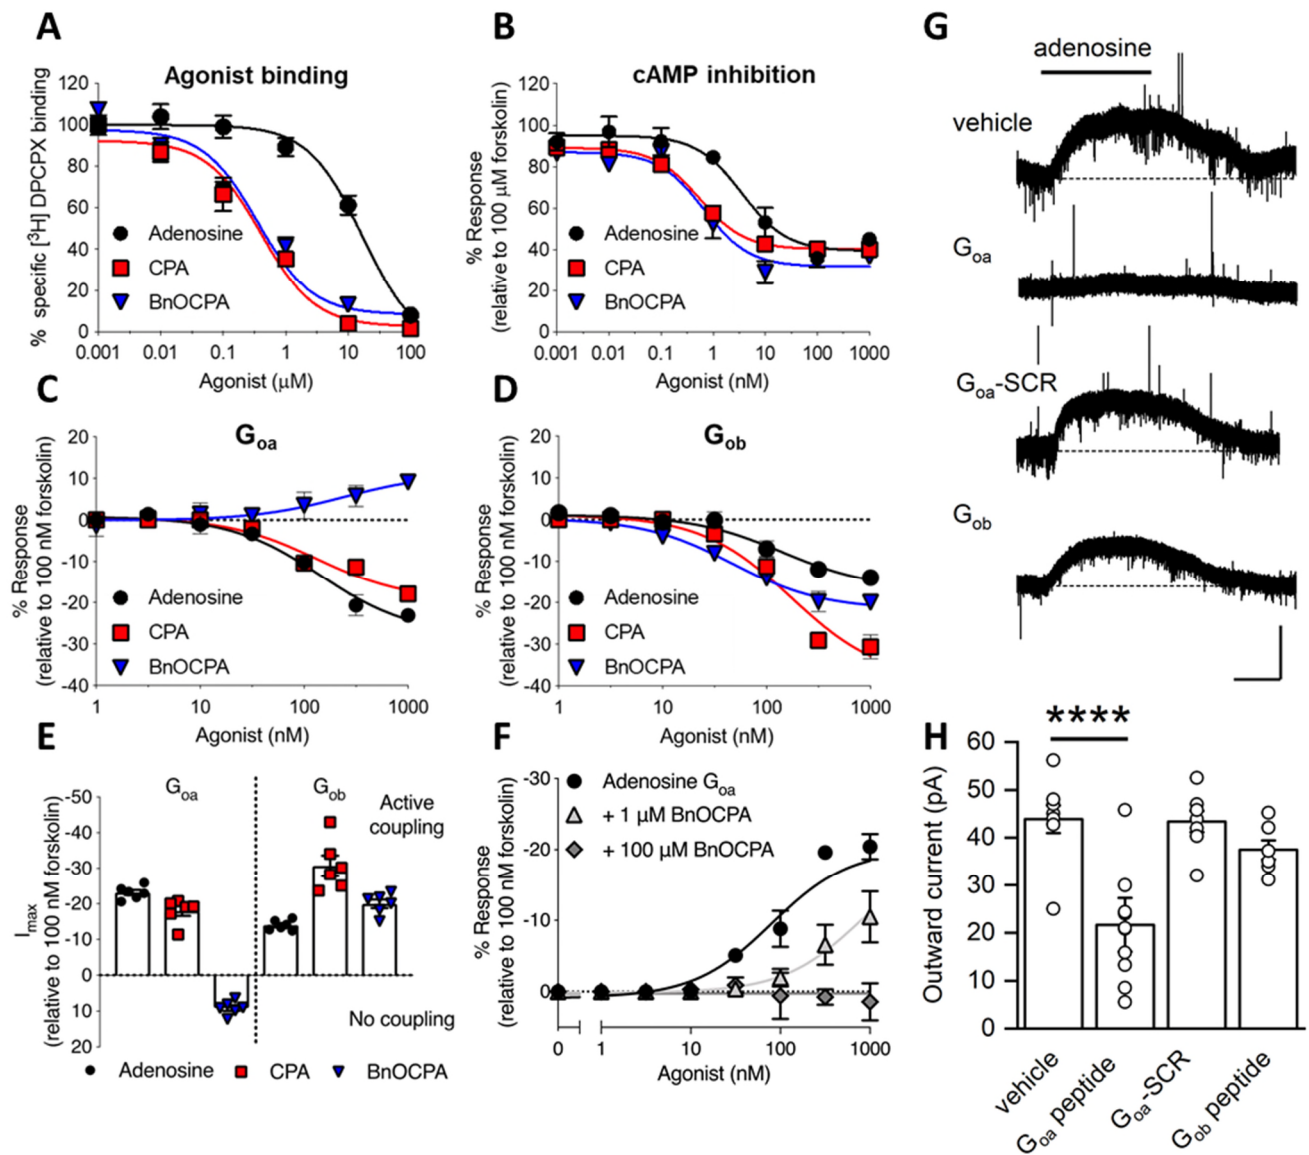 A
Agonist binding
% specific [³H] DPCPX binding
120
100
80
60
40
20
0
Adenosine
CPA
BnOCPA
0.001 0.01 0.1 1 10 100
Agonist (μM)
B
cAMP inhibition
% Response
(relative to 100 μM forskolin)
120
100
80
60
40
20
0
Adenosine
CPA
BnOCPA
0.001 0.01 0.1 1 10 100 1000
Agonist (nM)
C
Goa
% Response
(relative to 100 nM forskolin)
20
10
0
-10
-20
-30
-40
Adenosine
CPA
BnOCPA
1 10 100 1000
Agonist (nM)
D
Gob
% Response
(relative to 100 nM forskolin)
20
10
0
-10
-20
-30
-40
Adenosine
CPA
BnOCPA
1 10 100 1000
Agonist (nM)
E
Goa
Gob
Active
coupling
Imax
(relative to 100 nM forskolin)
-50
-40
-30
-20
-10
0
10
20
No coupling
Adenosine CPA BnOCPA
F
% Response
(relative to 100 nM forskolin)
-30
-20
-10
0
Adenosine Goa
+ 1 μM BnOCPA
+ 100 μM BnOCPA
0 1 10 100 1000
Agonist (nM)
G
adenosine
vehicle
Goa
Goa-SCR
Gob
H
****
Outward current (pA)
60
50
40
30
20
10
0
vehicle
Goa peptide
Goa-SCR
Gob peptide